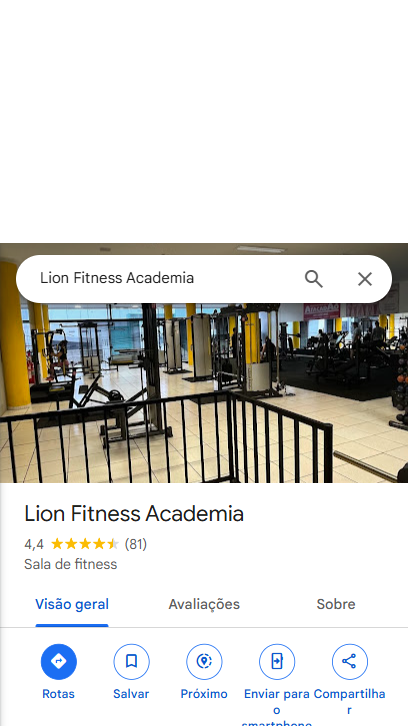 Lion Fitness Academia
Lion Fitness Academia
4,4 (81)
Sala de fitness
Visão geral Avaliações Sobre
Rotas Salvar Próximo Enviar para o smartphone Compartilhar